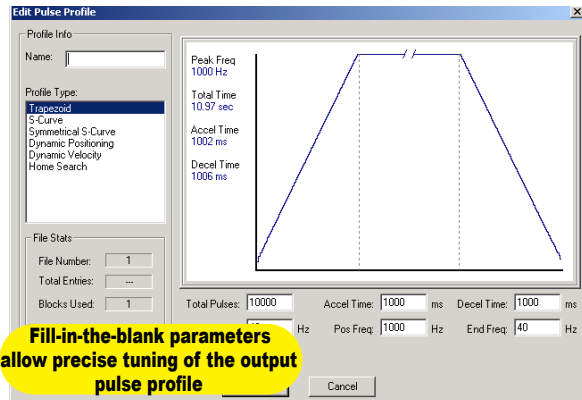 Edit Pulse Profile
Profile Info
Name:
Profile Type:
Trapezoid
S-Curve
Symmetrical S-Curve
Dynamic Positioning
Dynamic Velocity
Home Search
File Stats
File Number: 1
Total Entries: ---
Blocks Used: 1
Peak Freq
1000 Hz
Total Time
10.97 sec
Accel Time
1002 ms
Decel Time
1006 ms
Total Pulses: 10000 Accel Time: 1000 ms Decel Time: 1000 ms
Hz Pos Freq: 1000 Hz End Freq: 40 Hz
Fill-in-the-blank parameters
allow precise tuning of the output
pulse profile
Cancel